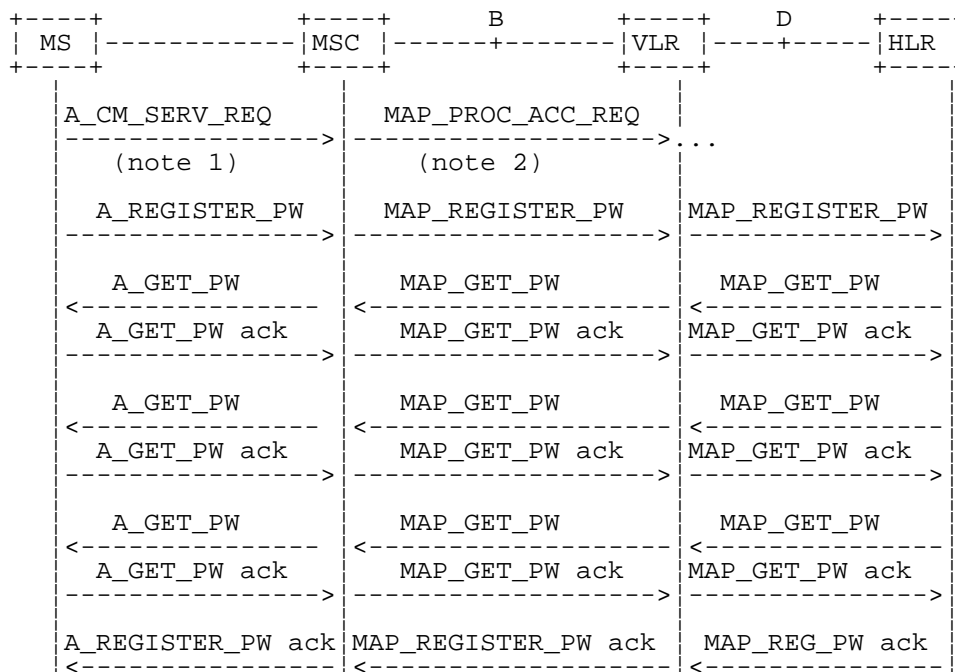 B D
MS MSC VLR HLR
A_CM_SERV_REQ MAP_PROC_ACC_REQ
...
(note 1) (note 2)
A_REGISTER_PW MAP_REGISTER_PW MAP_REGISTER_PW
A_GET_PW MAP_GET_PW MAP_GET_PW
A_GET_PW ack MAP_GET_PW ack MAP_GET_PW ack
A_GET_PW MAP_GET_PW MAP_GET_PW
A_GET_PW ack MAP_GET_PW ack MAP_GET_PW ack
A_GET_PW MAP_GET_PW MAP_GET_PW
A_GET_PW ack MAP_GET_PW ack MAP_GET_PW ack
A_REGISTER_PW ack MAP_REGISTER_PW ack MAP_REG_PW ack